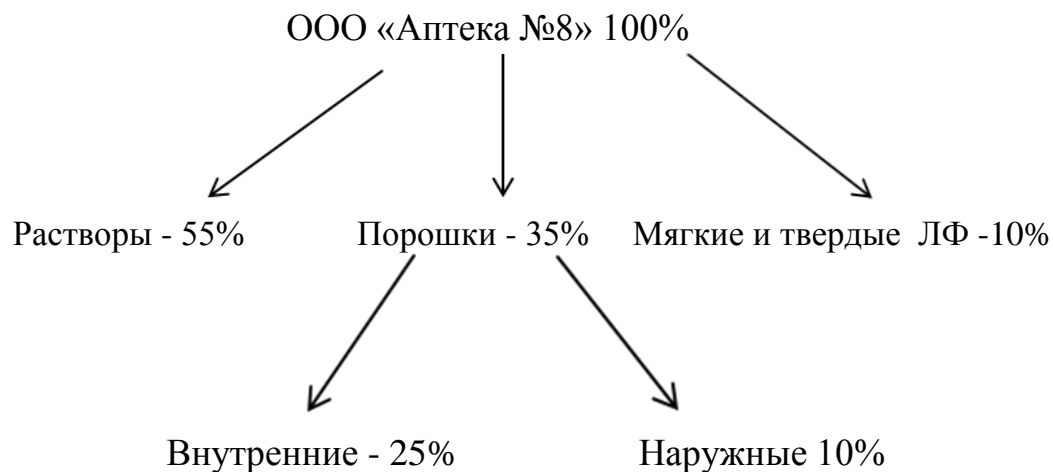 ООО «Аптека №8» 100%
Растворы - 55%
Порошки - 35%
Мягкие и твердые ЛФ -10%
Внутренние - 25%
Наружные 10%